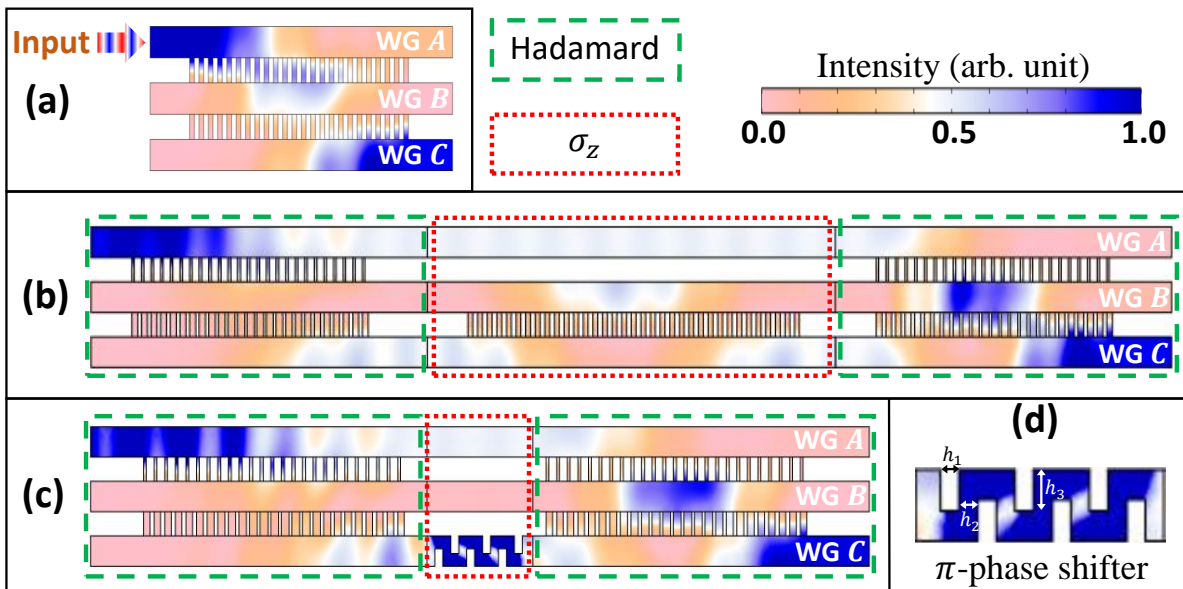 Input
WG A
WG B
WG C
(a)
Hadamard
σz
Intensity (arb. unit)
0.0 0.5 1.0
(b)
WG A
WG B
WG C
(c)
WG A
WG B
WG C
(d)
h1
h2
h3
π-phase shifter